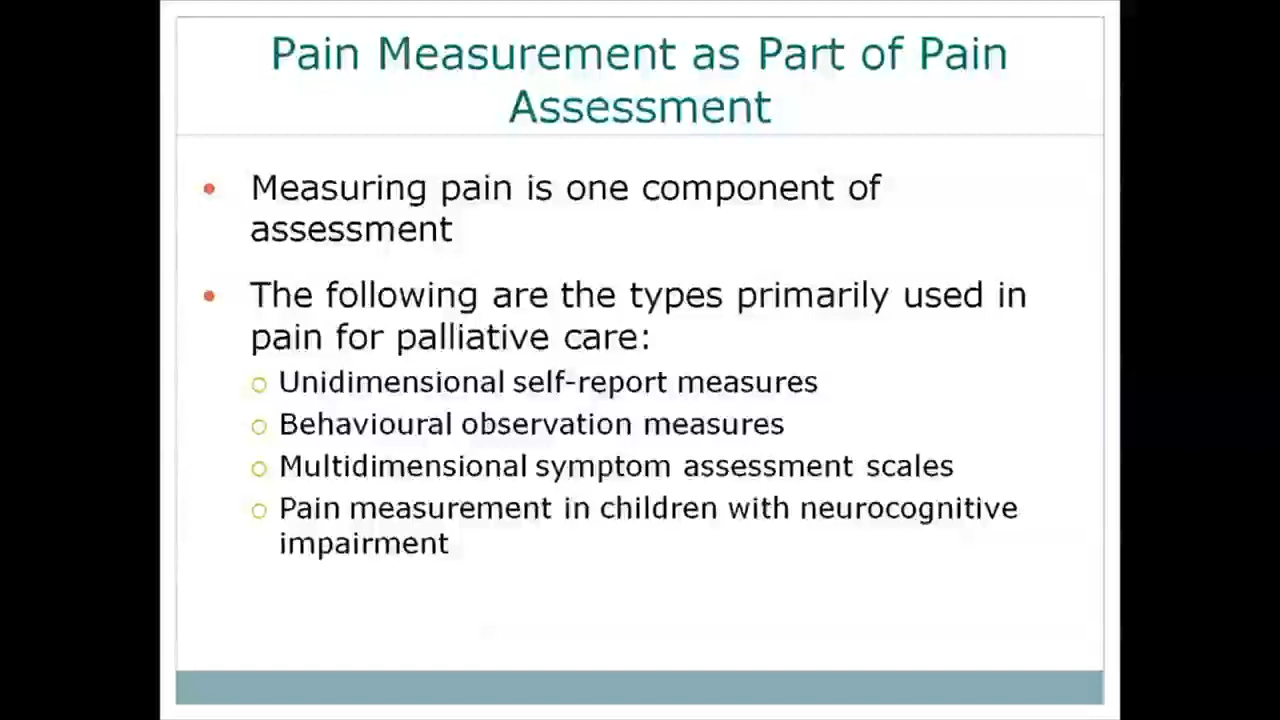 Pain Measurement as Part of Pain
Assessment
• Measuring pain is one component of
assessment
• The following are the types primarily used in
pain for palliative care:
○ Unidimensional self-report measures
○ Behavioural observation measures
○ Multidimensional symptom assessment scales
○ Pain measurement in children with neurocognitive
impairment